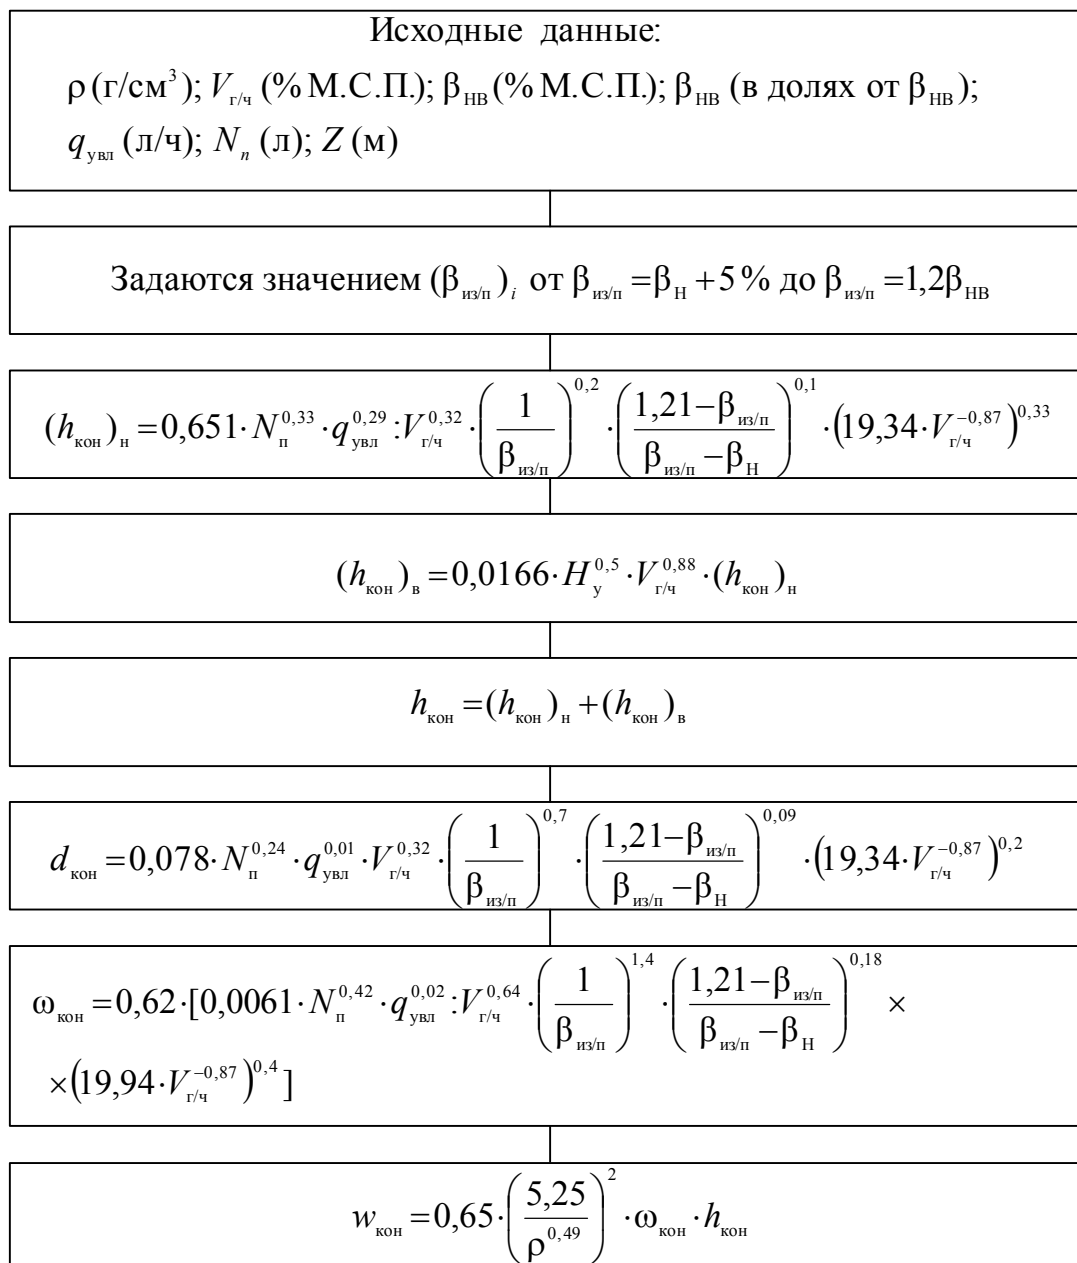 Исходные данные:
ρ (г/см³); V_г/ч (% М.С.П.); β_НВ (% М.С.П.); β_НВ (в долях от β_НВ);
q_увл (л/ч); N_п (л); Z (м)
Задаются значением (β_из/п)_i от β_из/п = β_Н + 5 % до β_из/п = 1,2β_НВ
(h_кон)_н = 0,651 · N_п^0,33 · q_увл^0,29 : V_г/ч^0,32 · (1/β_из/п)^0,2 · ((1,21 − β_из/п)/(β_из/п − β_Н))^0,1 · (19,34 · V_г/ч^−0,87)^0,33
(h_кон)_в = 0,0166 · H_у^0,5 · V_г/ч^0,88 · (h_кон)_н
h_кон = (h_кон)_н + (h_кон)_в
d_кон = 0,078 · N_п^0,24 · q_увл^0,01 · V_г/ч^0,32 · (1/β_из/п)^0,7 · ((1,21 − β_из/п)/(β_из/п − β_Н))^0,09 · (19,34 · V_г/ч^−0,87)^0,2
ω_кон = 0,62 · [0,0061 · N_п^0,42 · q_увл^0,02 : V_г/ч^0,64 · (1/β_из/п)^1,4 · ((1,21 − β_из/п)/(β_из/п − β_Н))^0,18 ×
× (19,94 · V_г/ч^−0,87)^0,4]
w_кон = 0,65 · (5,25/ρ^0,49)^2 · ω_кон · h_кон